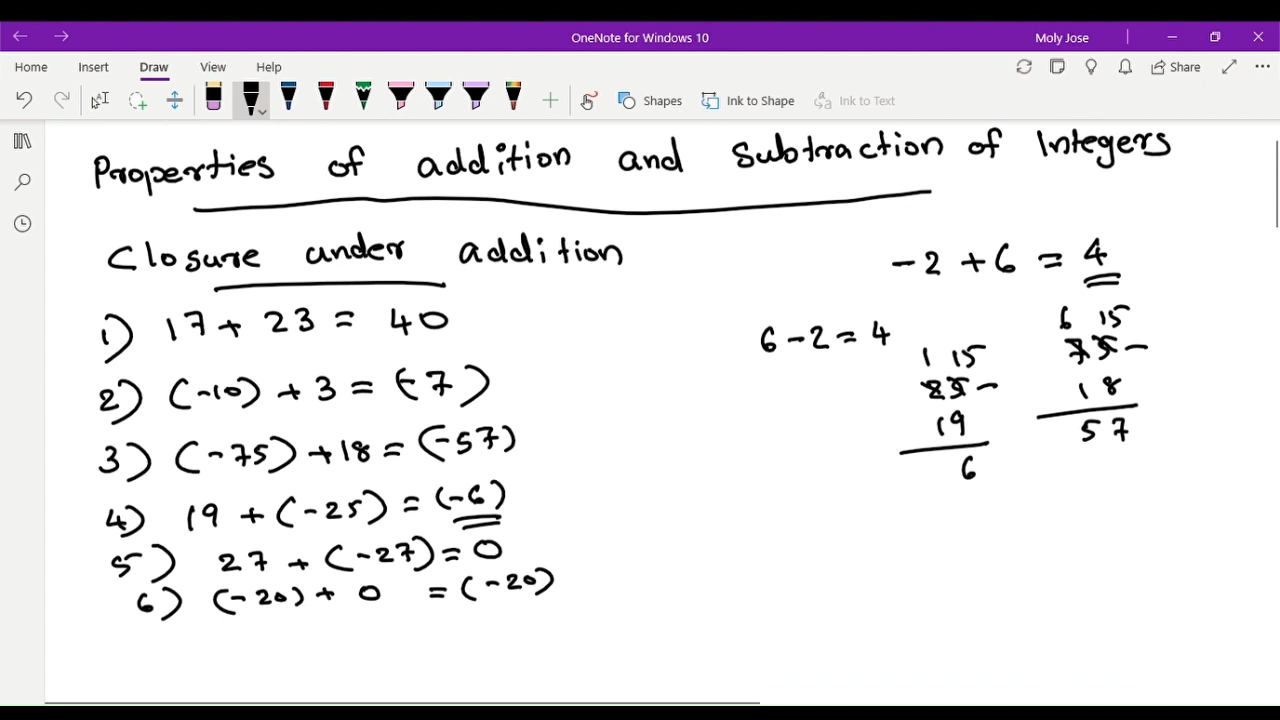 OneNote for Windows 10
Moly Jose
Home Insert Draw View Help
Share
Shapes Ink to Shape Ink to Text
Properties of addition and subtraction of Integers
Closure under addition
1) 17 + 23 = 40
2) (-10) + 3 = (-7)
3) (-75) + 18 = (-57)
4) 19 + (-25) = (-6)
5) 27 + (-27) = 0
6) (-20) + 0 = (-20)
-2 + 6 = 4
6 - 2 = 4
1 15
25 -
19
6
6 15
75 -
18
57